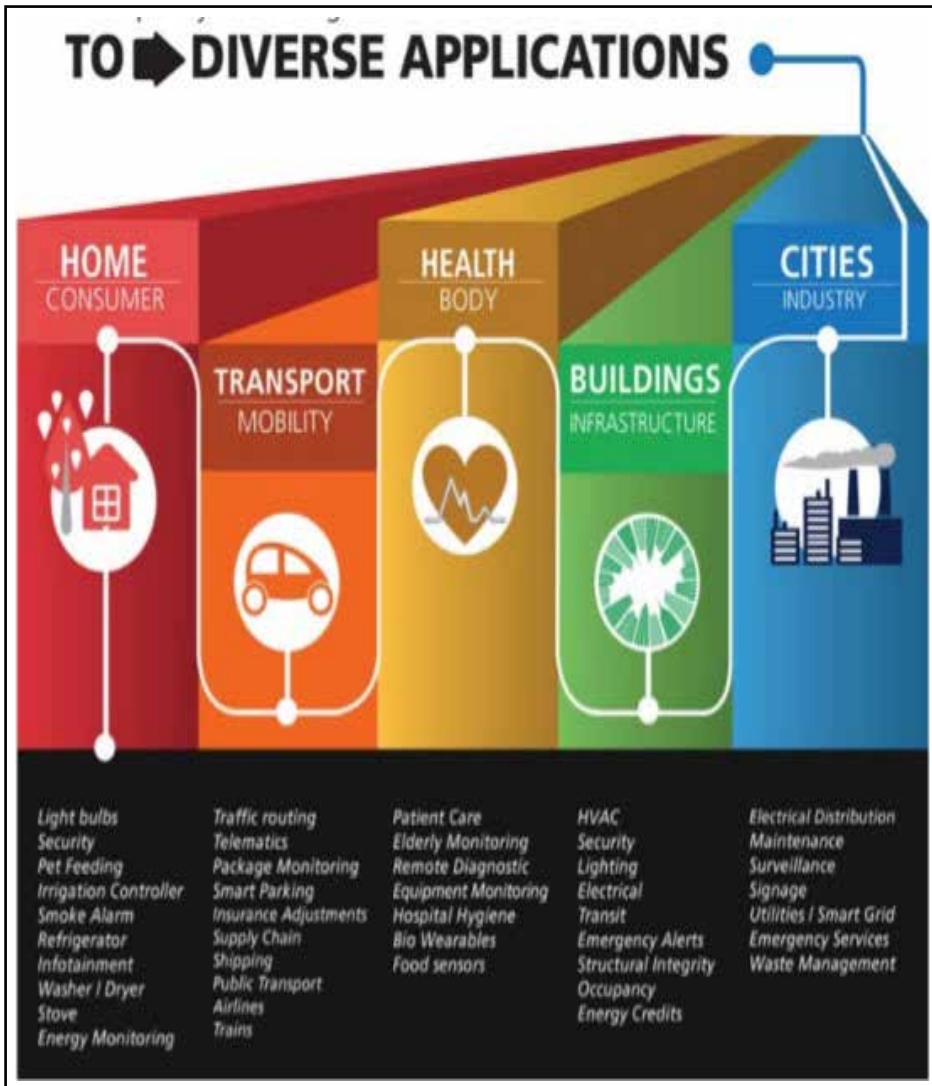 TO DIVERSE APPLICATIONS
HOME
CONSUMER
TRANSPORT
MOBILITY
HEALTH
BODY
BUILDINGS
INFRASTRUCTURE
CITIES
INDUSTRY
Light bulbs
Security
Pet Feeding
Irrigation Controller
Smoke Alarm
Refrigerator
Infotainment
Washer / Dryer
Stove
Energy Monitoring
Traffic routing
Telematics
Package Monitoring
Smart Parking
Insurance Adjustments
Supply Chain
Shipping
Public Transport
Airlines
Trains
Patient Care
Elderly Monitoring
Remote Diagnostic
Equipment Monitoring
Hospital Hygiene
Bio Wearables
Food sensors
HVAC
Security
Lighting
Electrical
Transit
Emergency Alerts
Structural Integrity
Occupancy
Energy Credits
Electrical Distribution
Maintenance
Surveillance
Signage
Utilities / Smart Grid
Emergency Services
Waste Management